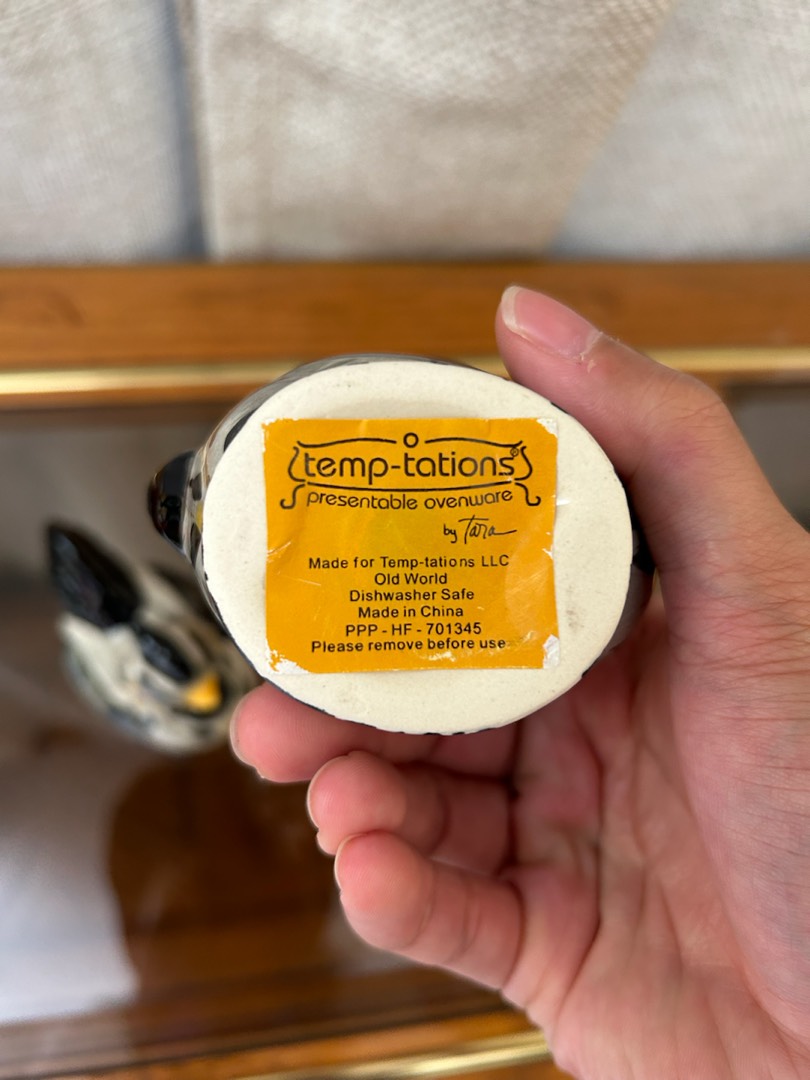 temp-tations®
presentable ovenware
by Tara
Made for Temp-tations LLC
Old World
Dishwasher Safe
Made in China
PPP - HF - 701345
Please remove before use